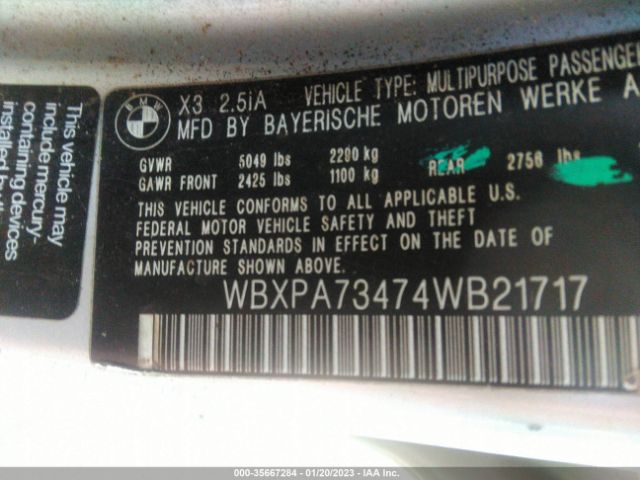 This vehicle may
include mercury-
containing devices
installed
BMW
X3 2.5iA VEHICLE TYPE: MULTIPURPOSE PASSENGER
MFD BY BAYERISCHE MOTOREN WERKE A
GVWR 5049 lbs 2290 kg
GAWR FRONT 2425 lbs 1100 kg REAR 2756 lbs
THIS VEHICLE CONFORMS TO ALL APPLICABLE U.S.
FEDERAL MOTOR VEHICLE SAFETY AND THEFT
PREVENTION STANDARDS IN EFFECT ON THE DATE OF
MANUFACTURE SHOWN ABOVE.
WBXPA73474WB21717
000-35667284 | 01/20/2023 | © IAA Inc.